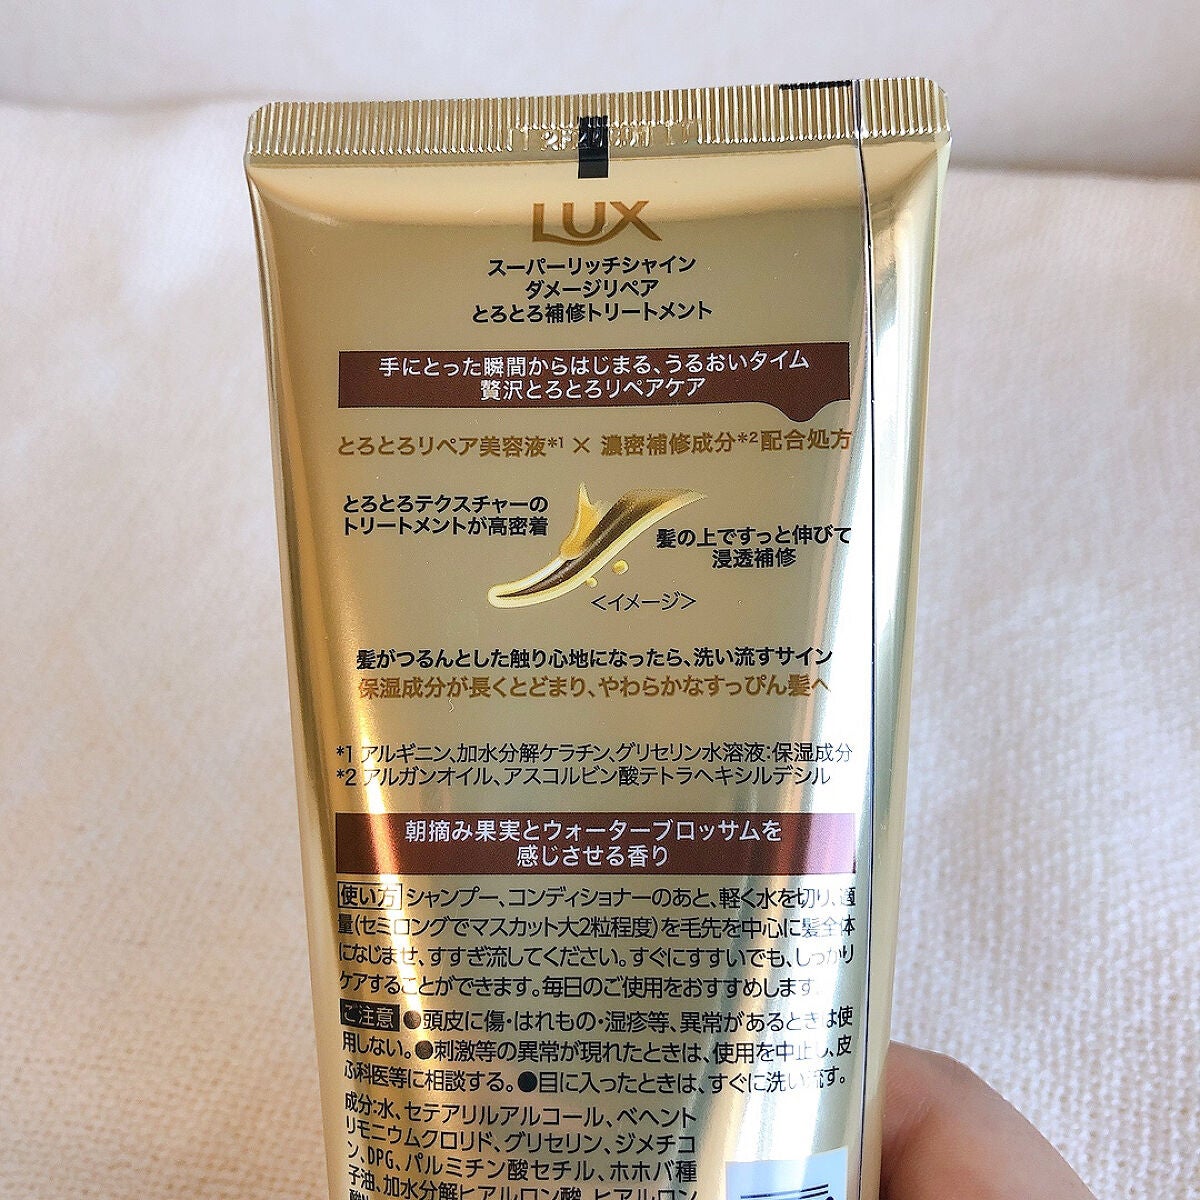 LUX
スーパーリッチシャイン
ダメージリペア
とろとろ補修トリートメント
手にとった瞬間からはじまる、うるおいタイム
贅沢とろとろリペアケア
とろとろリペア美容液*1 × 濃密補修成分*2配合処方
とろとろテクスチャーの
トリートメントが高密着
髪の上ですっと伸びて
浸透補修
<イメージ>
髪がつるんとした触り心地になったら、洗い流すサイン
保湿成分が長くとどまり、やわらかなすっぴん髪へ
*1 アルギニン、加水分解ケラチン、グリセリン水溶液:保湿成分
*2 アルガンオイル、アスコルビン酸テトラヘキシルデシル
朝摘み果実とウォーターブロッサムを
感じさせる香り
使い方 シャンプー、コンディショナーのあと、軽く水を切り、適
量(セミロングでマスカット大2粒程度)を毛先を中心に髪全体
になじませ、すすぎ流してください。すぐにすすいでも、しっかり
ケアすることができます。毎日のご使用をおすすめします。
ご注意 ●頭皮に傷・はれもの・湿疹等、異常があるときは使
用しない。●刺激等の異常が現れたときは、使用を中止し、皮
ふ科医等に相談する。●目に入ったときは、すぐに洗い流す。
成分:水、セテアリルアルコール、ベヘント
リモニウムクロリド、グリセリン、ジメチコ
ン、DPG、パルミチン酸セチル、ホホバ種
子油、加水分解ヒアルロン酸、ヒアルロン